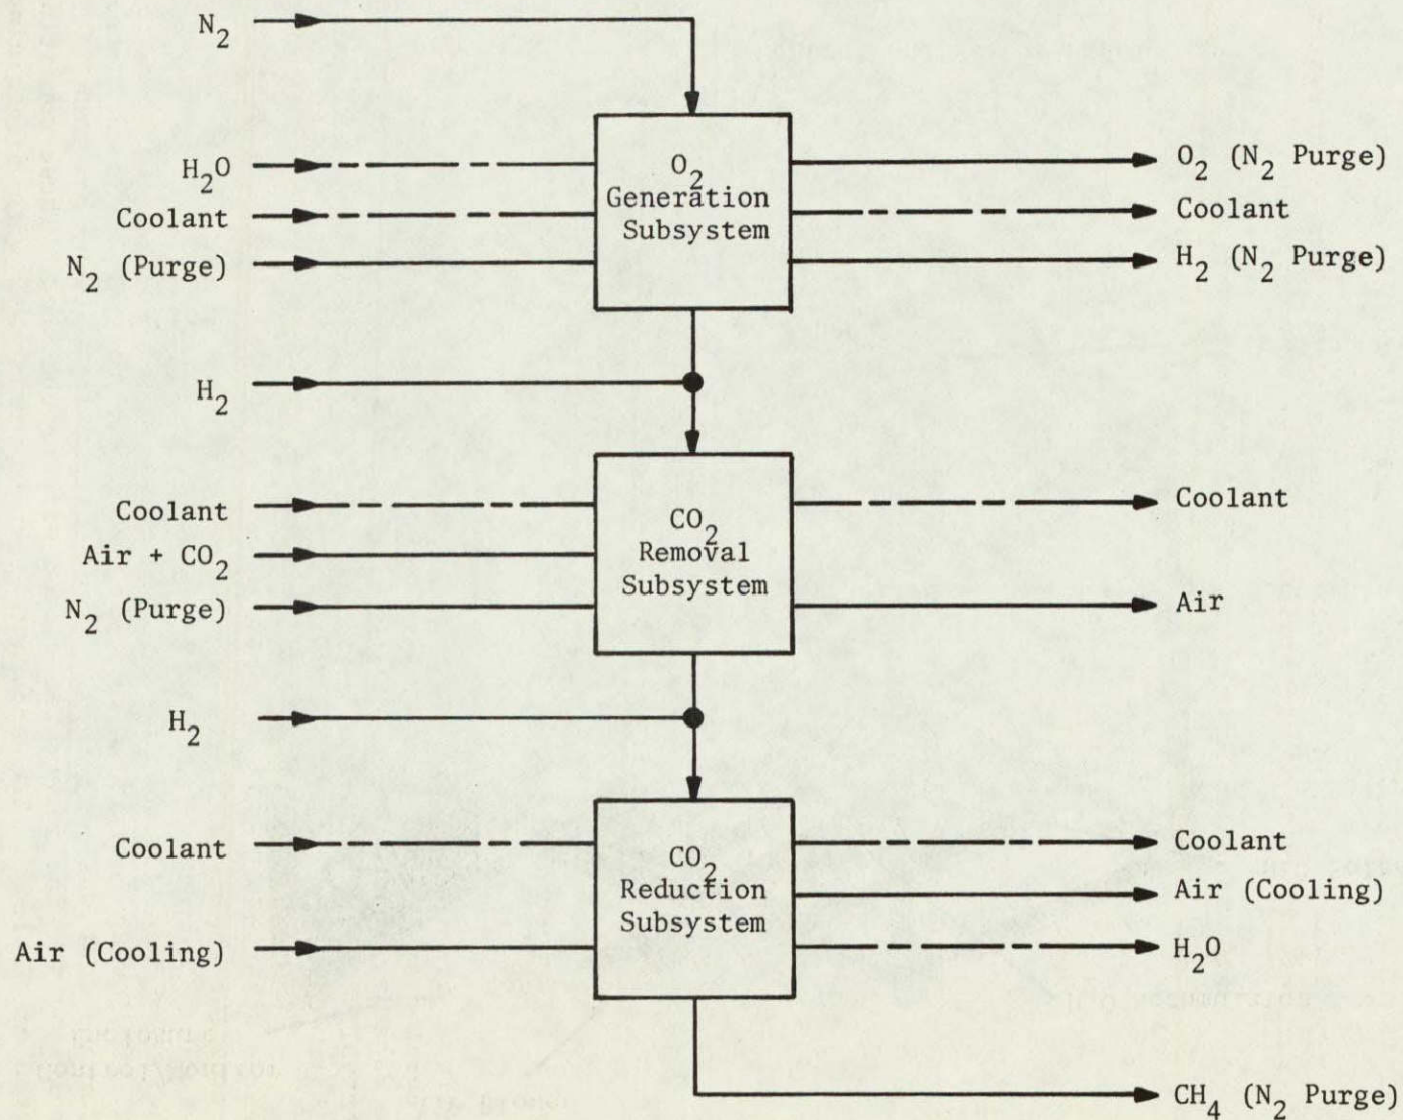 N2
H2O
Coolant
N2 (Purge)
O2
Generation
Subsystem
O2 (N2 Purge)
Coolant
H2 (N2 Purge)
H2
Coolant
Air + CO2
N2 (Purge)
CO2
Removal
Subsystem
Coolant
Air
H2
Coolant
Air (Cooling)
CO2
Reduction
Subsystem
Coolant
Air (Cooling)
H2O
CH4 (N2 Purge)